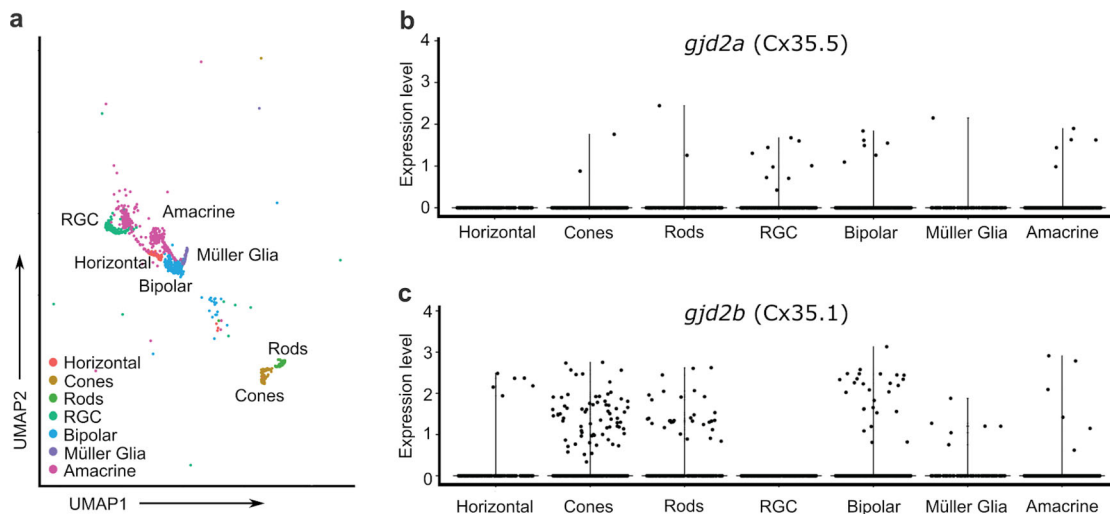 a
UMAP2
RGC
Amacrine
Horizontal
Müller Glia
Bipolar
Rods
Cones
Horizontal
Cones
Rods
RGC
Bipolar
Müller Glia
Amacrine
UMAP1
b
gjd2a (Cx35.5)
Expression level
4
3
2
1
0
Horizontal Cones Rods RGC Bipolar Müller Glia Amacrine
c
gjd2b (Cx35.1)
Expression level
4
3
2
1
0
Horizontal Cones Rods RGC Bipolar Müller Glia Amacrine